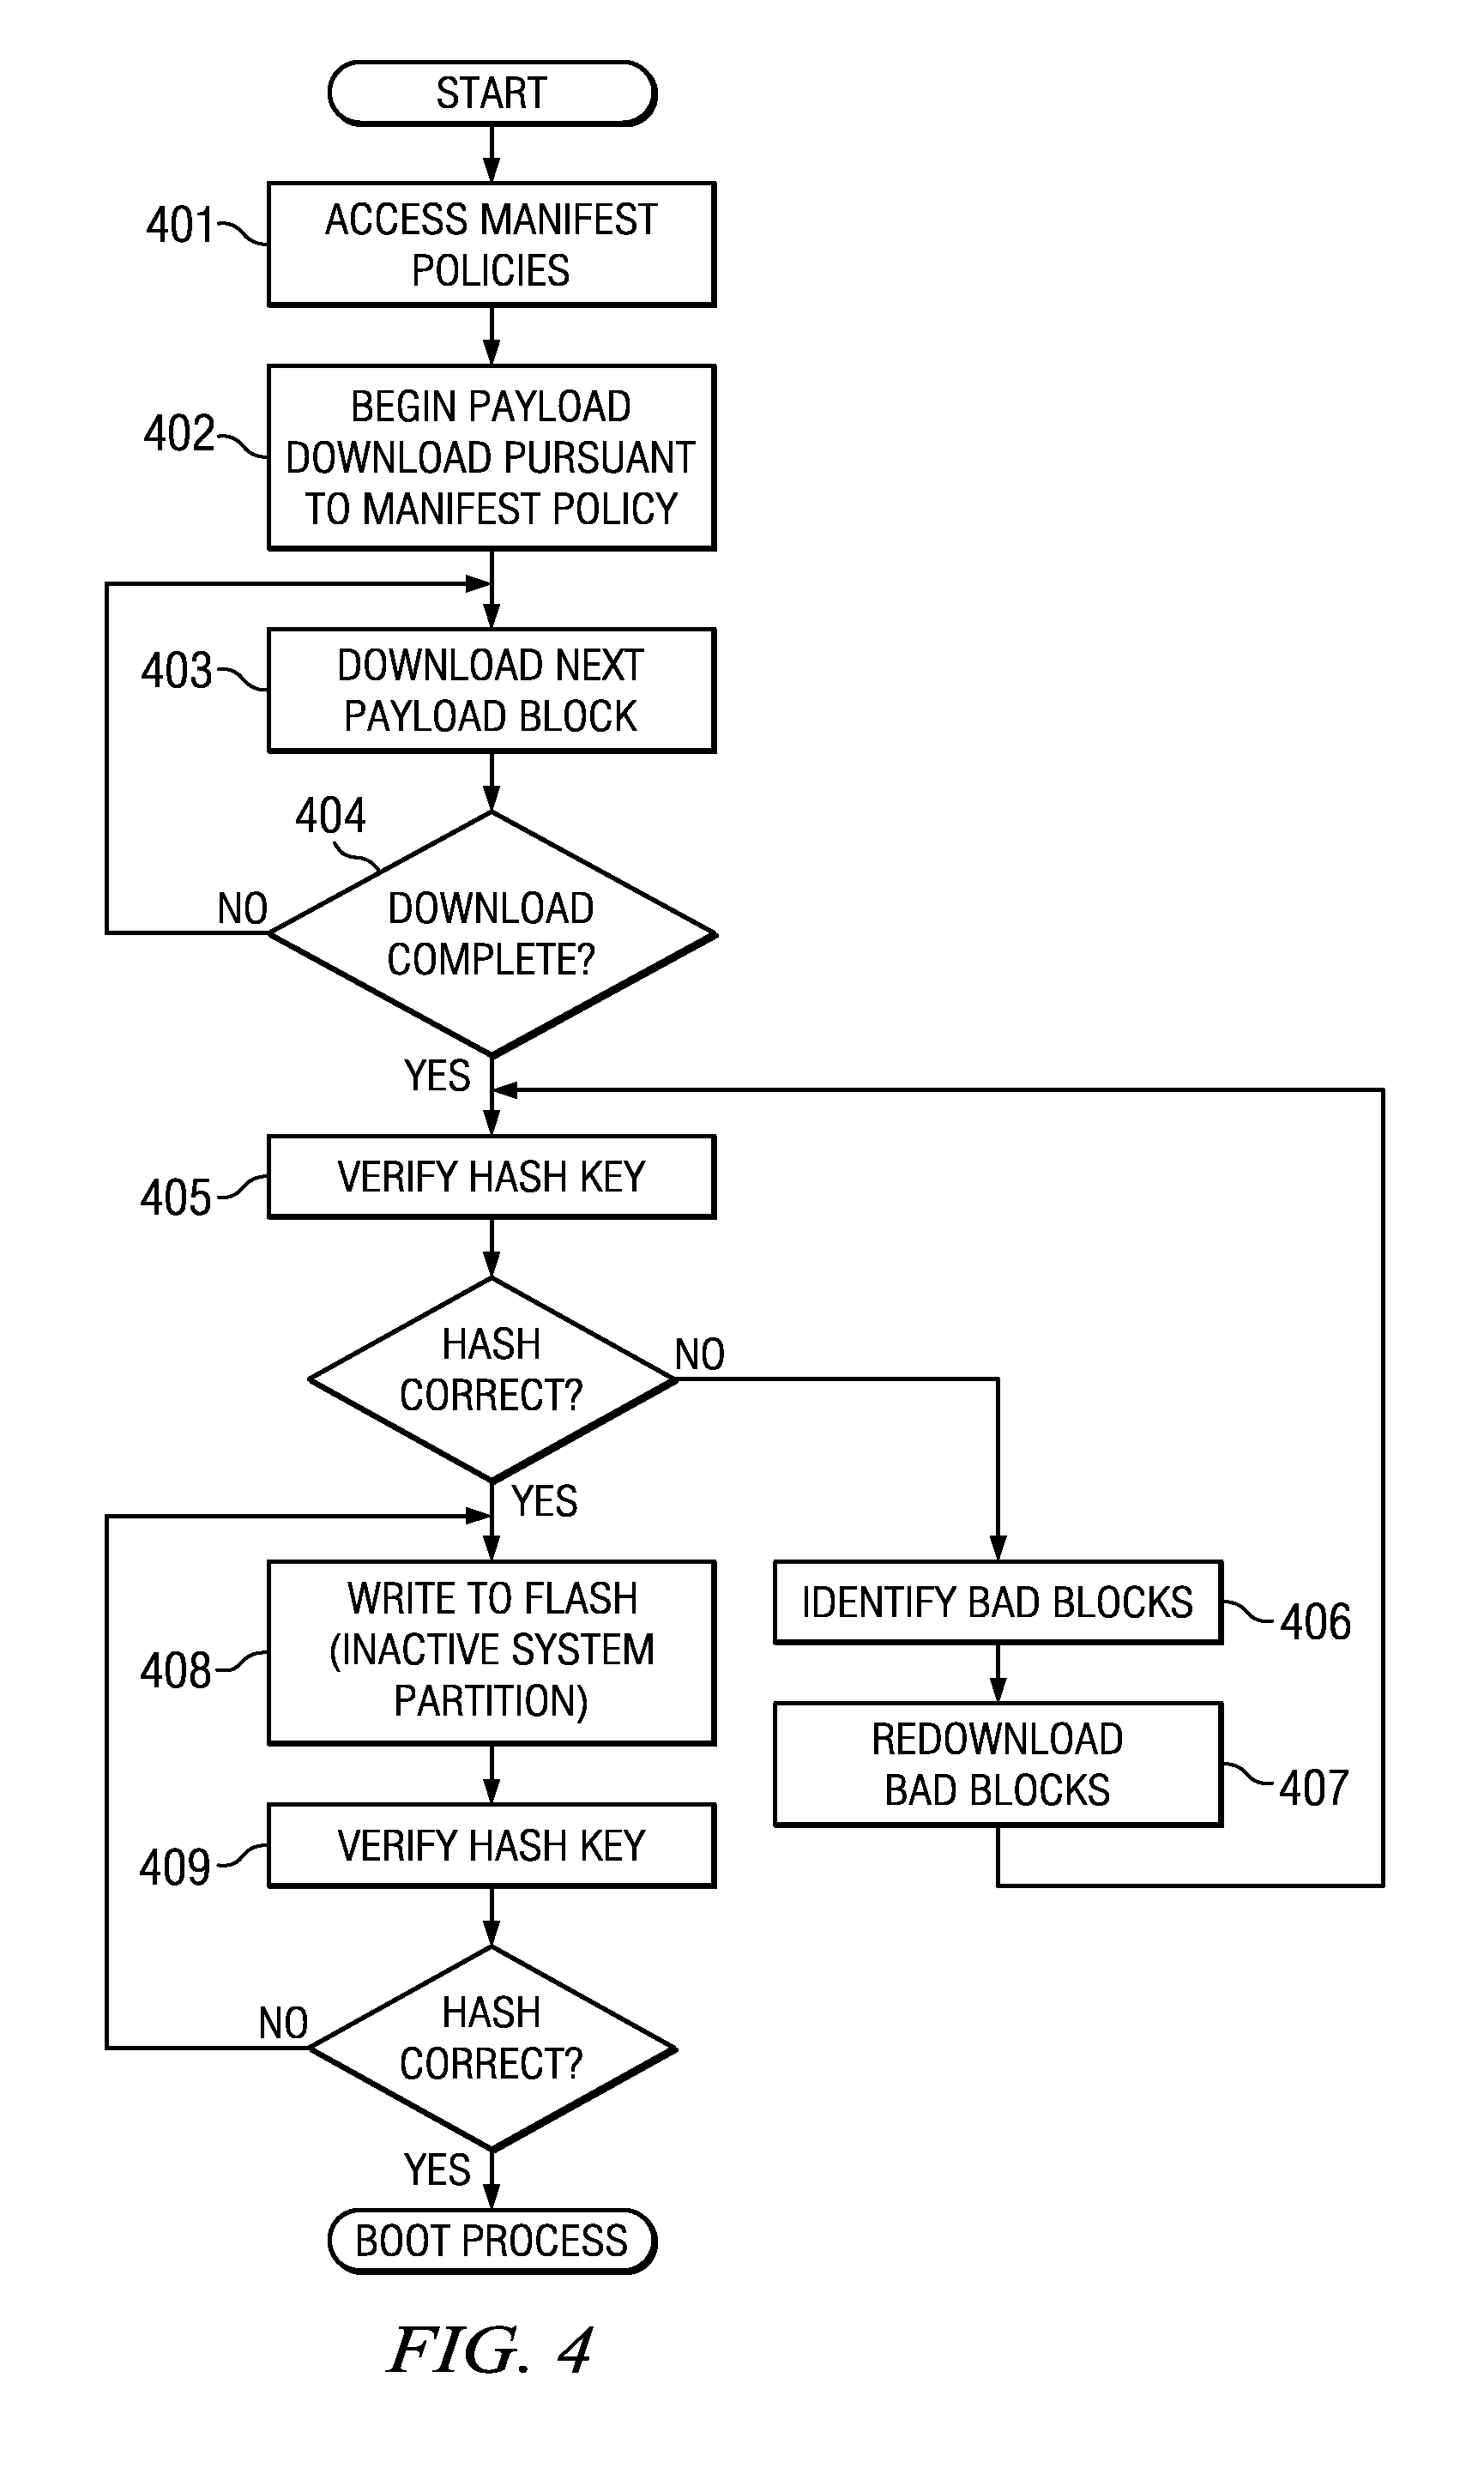 START
401
ACCESS MANIFEST
POLICIES
402
BEGIN PAYLOAD
DOWNLOAD PURSUANT
TO MANIFEST POLICY
403
DOWNLOAD NEXT
PAYLOAD BLOCK
404
NO
DOWNLOAD
COMPLETE?
YES
405
VERIFY HASH KEY
HASH
CORRECT?
NO
YES
408
WRITE TO FLASH
(INACTIVE SYSTEM
PARTITION)
IDENTIFY BAD BLOCKS
406
REDOWNLOAD
BAD BLOCKS
407
409
VERIFY HASH KEY
NO
HASH
CORRECT?
YES
BOOT PROCESS
FIG. 4